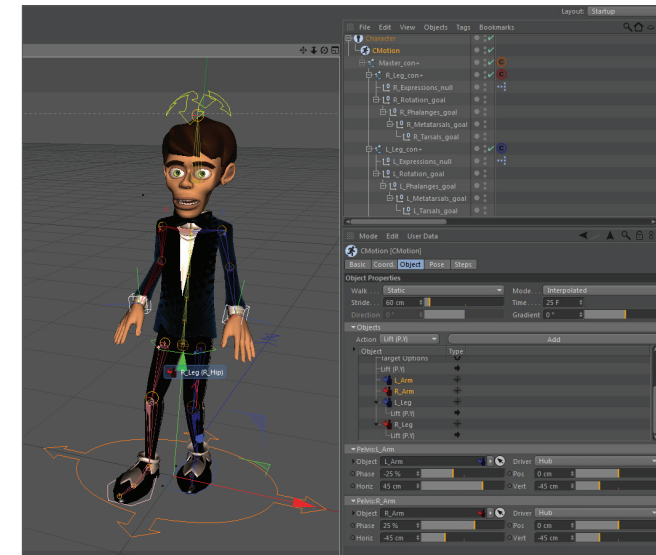 Layout: Startup
File Edit View Objects Tags Bookmarks
Character
CMotion
Master_con+
R_Leg_con+
R_Expressions_null
R_Rotation_goal
R_Phalanges_goal
R_Metatarsals_goal
R_Tarsals_goal
L_Leg_con+
L_Expressions_null
L_Rotation_goal
L_Phalanges_goal
L_Metatarsals_goal
L_Tarsals_goal
R_Leg (R_Hip)
Mode Edit User Data
CMotion [CMotion]
Basic Coord. Object Pose Steps
Object Properties
Walk . . . Static Mode . . . Interpolated
Stride. . . 60 cm Time . . . . 25 F
Direction 0 ° Gradient 0 °
Objects
Action Lift (P.Y) Add
Object Type
Target Options
Lift (P.Y)
L_Arm
R_Arm
L_Leg
Lift (P.Y)
R_Leg
Lift (P.Y)
Pelvis:L_Arm
Object L_Arm Driver Hub
Phase -25 % Pos 0 cm
Horiz 45 cm Vert -45 cm
Pelvis:R_Arm
Object R_Arm Driver Hub
Phase 25 % Pos 0 cm
Horiz -45 cm Vert -45 cm